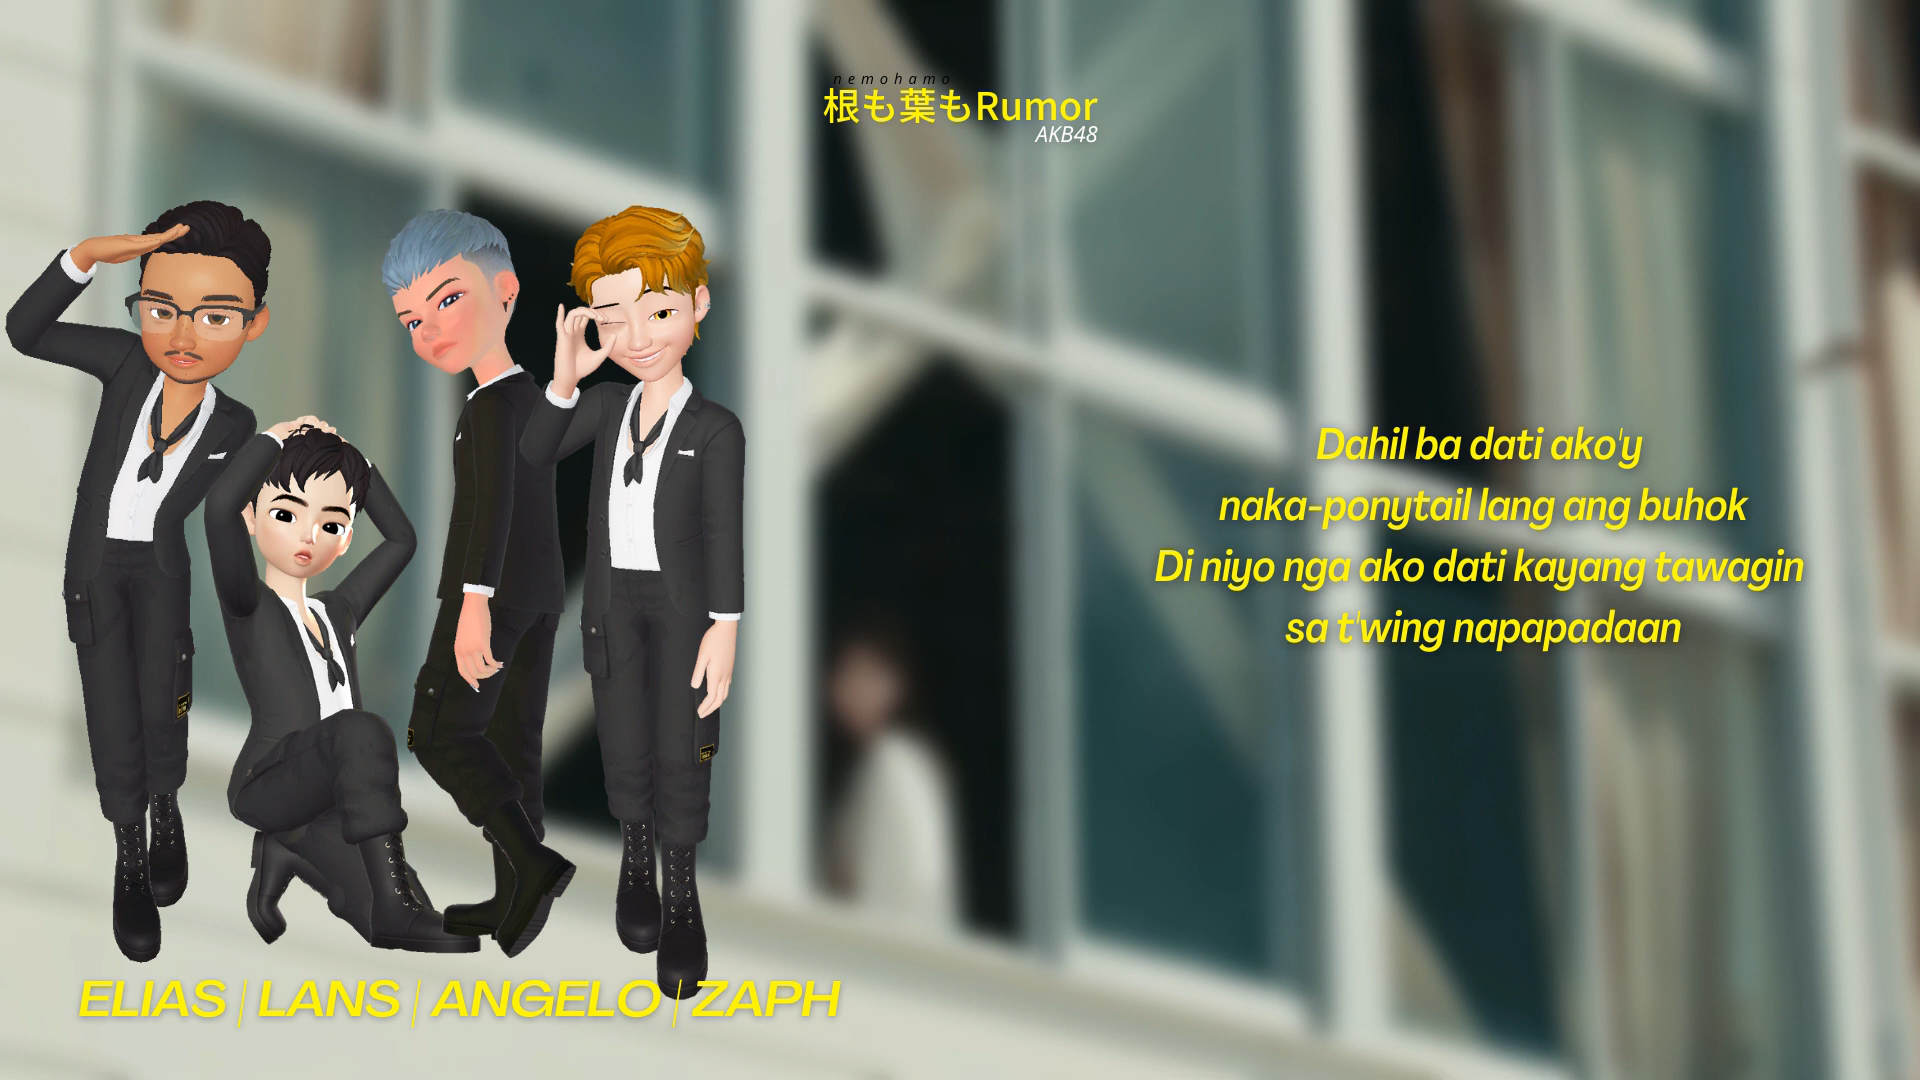 nemohamo
根も葉もRumor
AKB48
Dahil ba dati ako'y
naka-ponytail lang ang buhok
Di niyo nga ako dati kayang tawagin
sa t'wing napapadaan
ELIAS | LANS | ANGELO | ZAPH